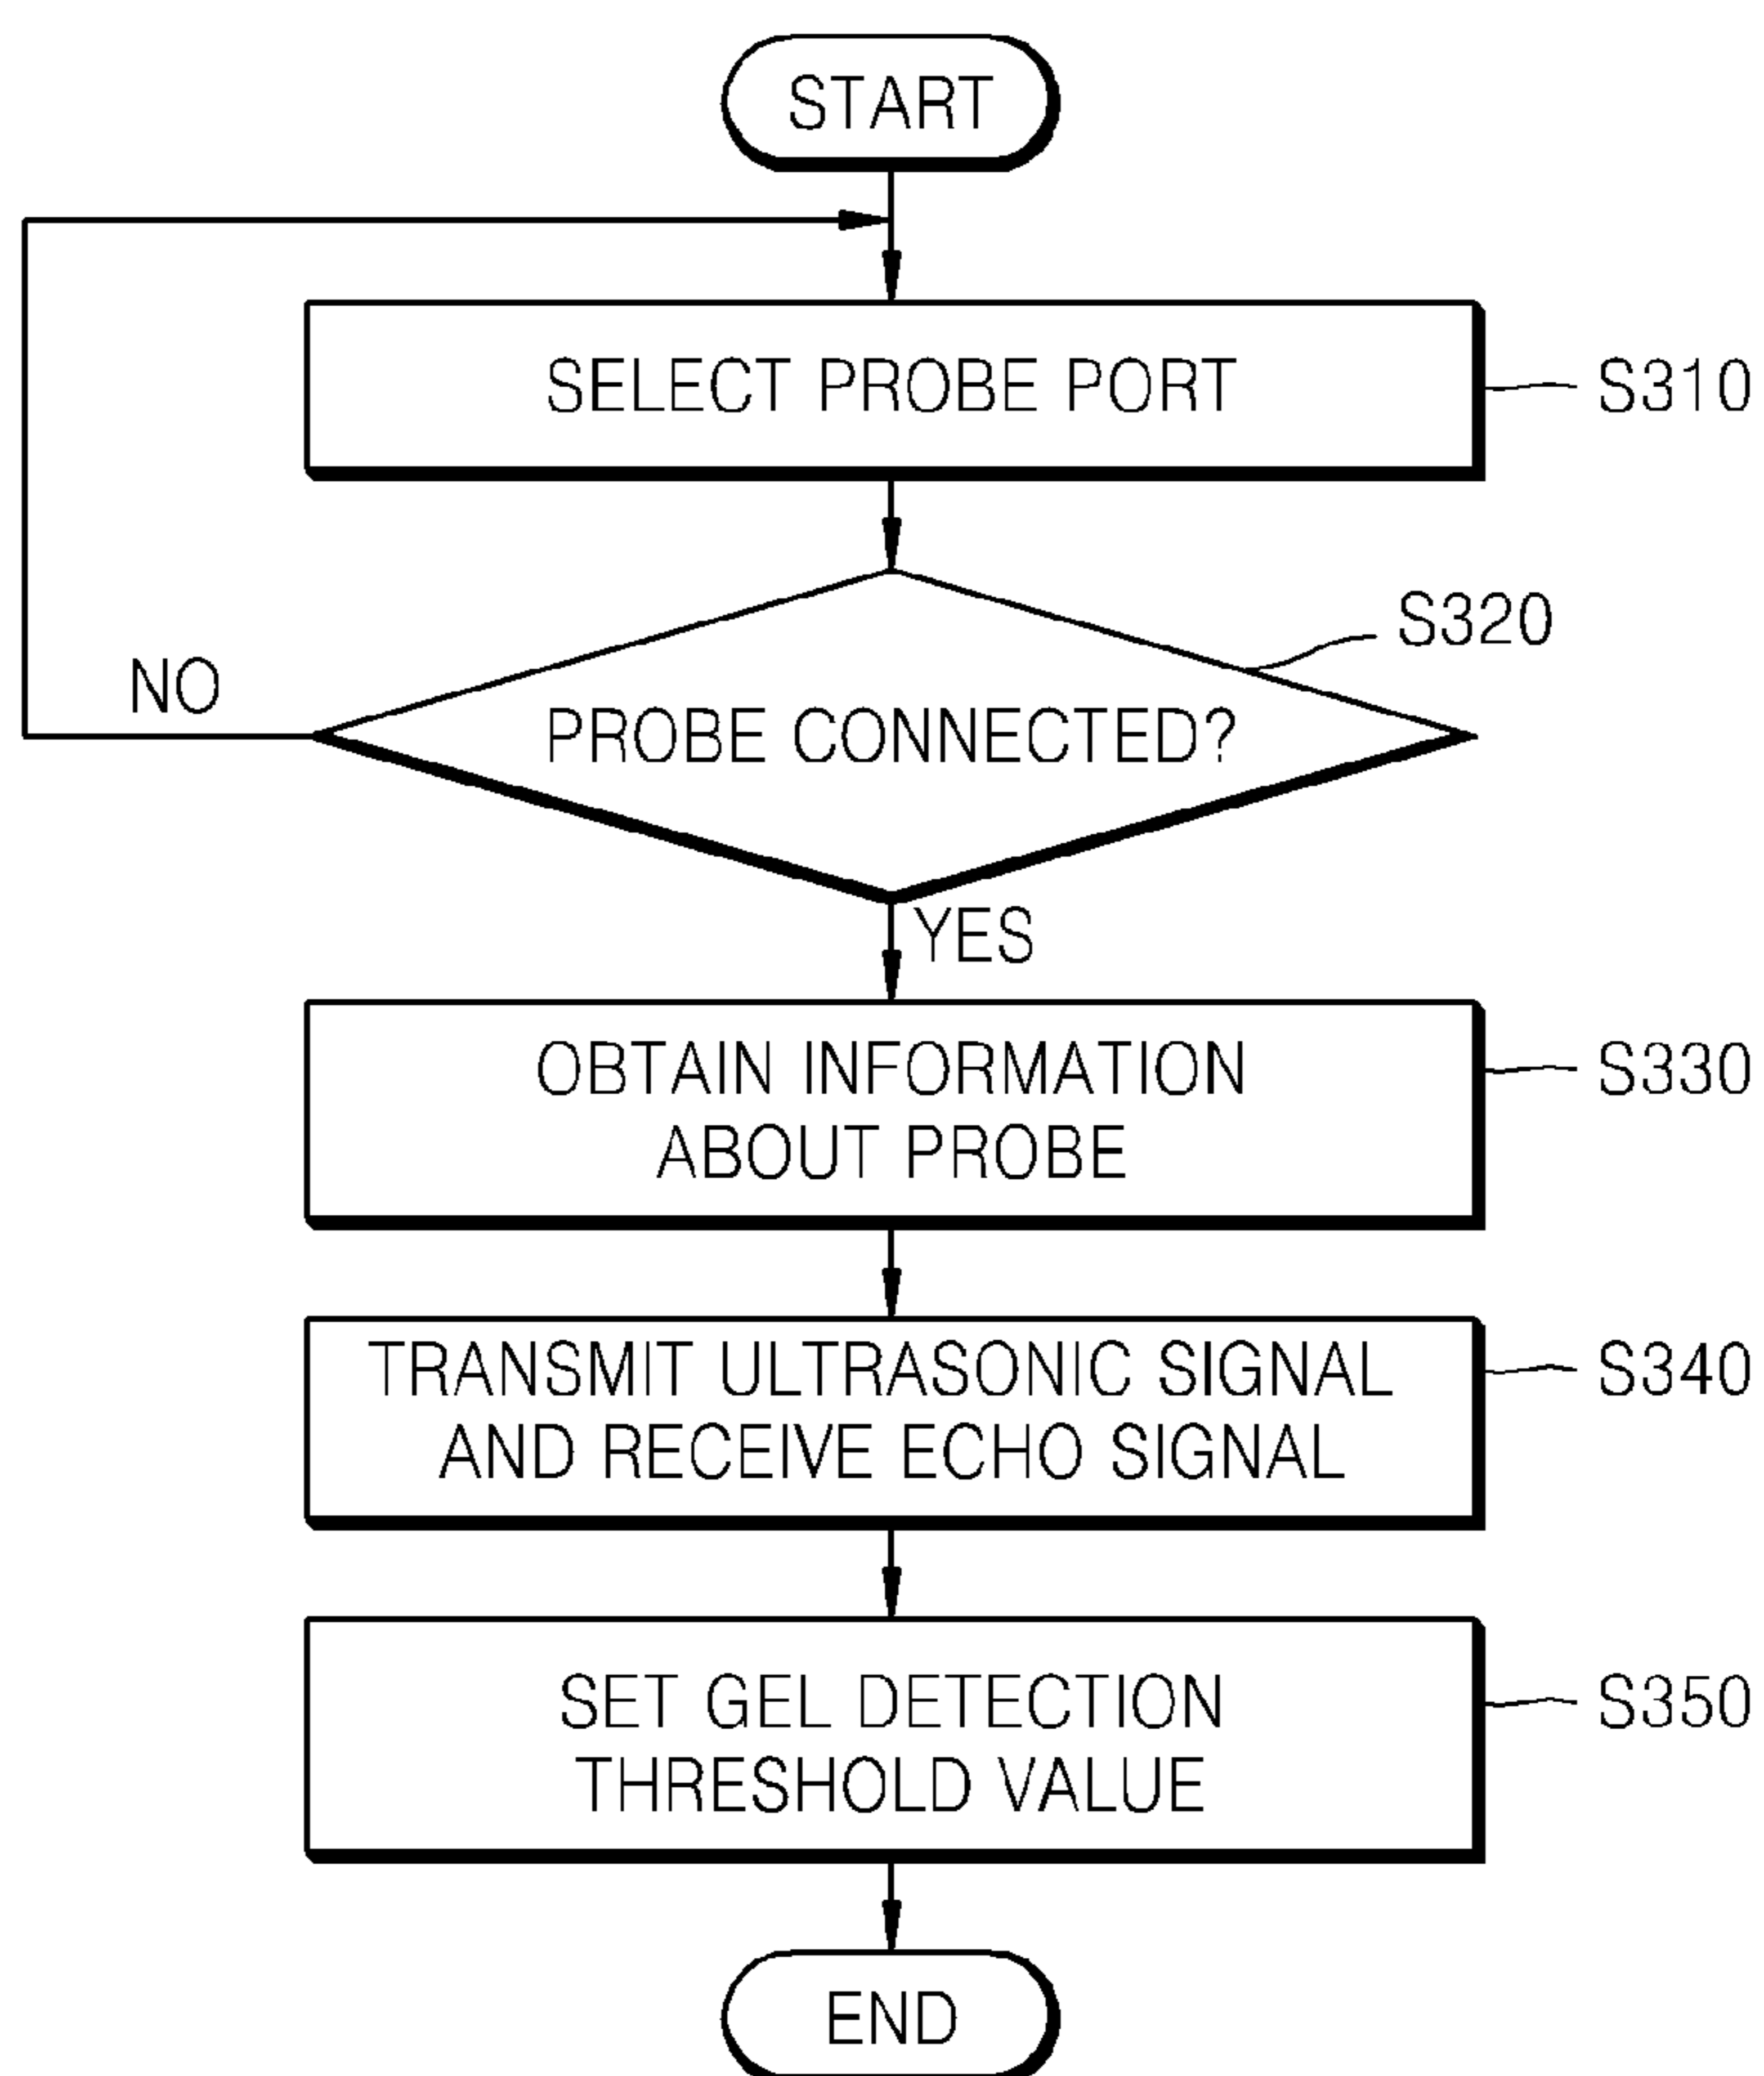 START
SELECT PROBE PORT
S310
S320
PROBE CONNECTED?
NO
YES
OBTAIN INFORMATION
ABOUT PROBE
S330
TRANSMIT ULTRASONIC SIGNAL
AND RECEIVE ECHO SIGNAL
S340
SET GEL DETECTION
THRESHOLD VALUE
S350
END